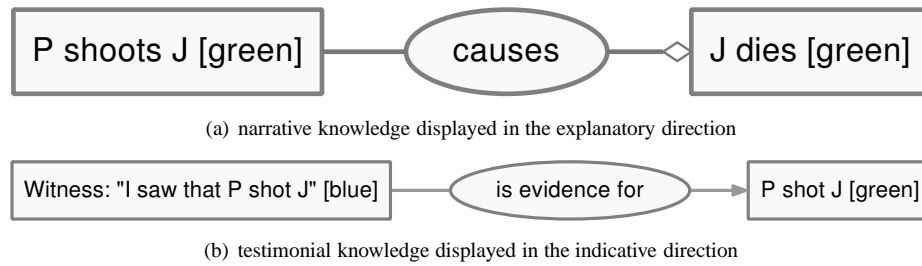 P shoots J [green] causes J dies [green]
(a) narrative knowledge displayed in the explanatory direction
Witness: "I saw that P shot J" [blue] is evidence for P shot J [green]
(b) testimonial knowledge displayed in the indicative direction